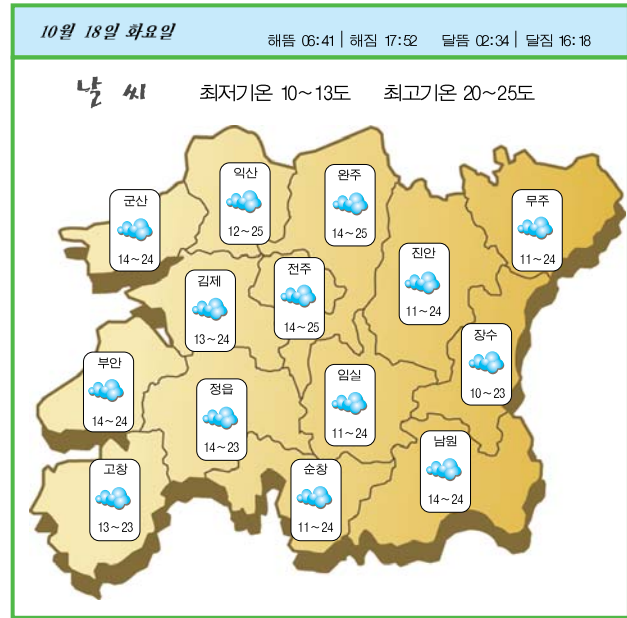 10월 18일 화요일
해뜸 06:41 | 해짐 17:52 달뜸 02:34 | 달짐 16:18
날 씨 최저기온 10~13도 최고기온 20~25도
익산
12~25
완주
14~25
군산
14~24
무주
11~24
진안
11~24
전주
14~25
김제
13~24
장수
10~23
부안
14~24
임실
11~24
정읍
14~23
남원
14~24
고창
13~23
순창
11~24